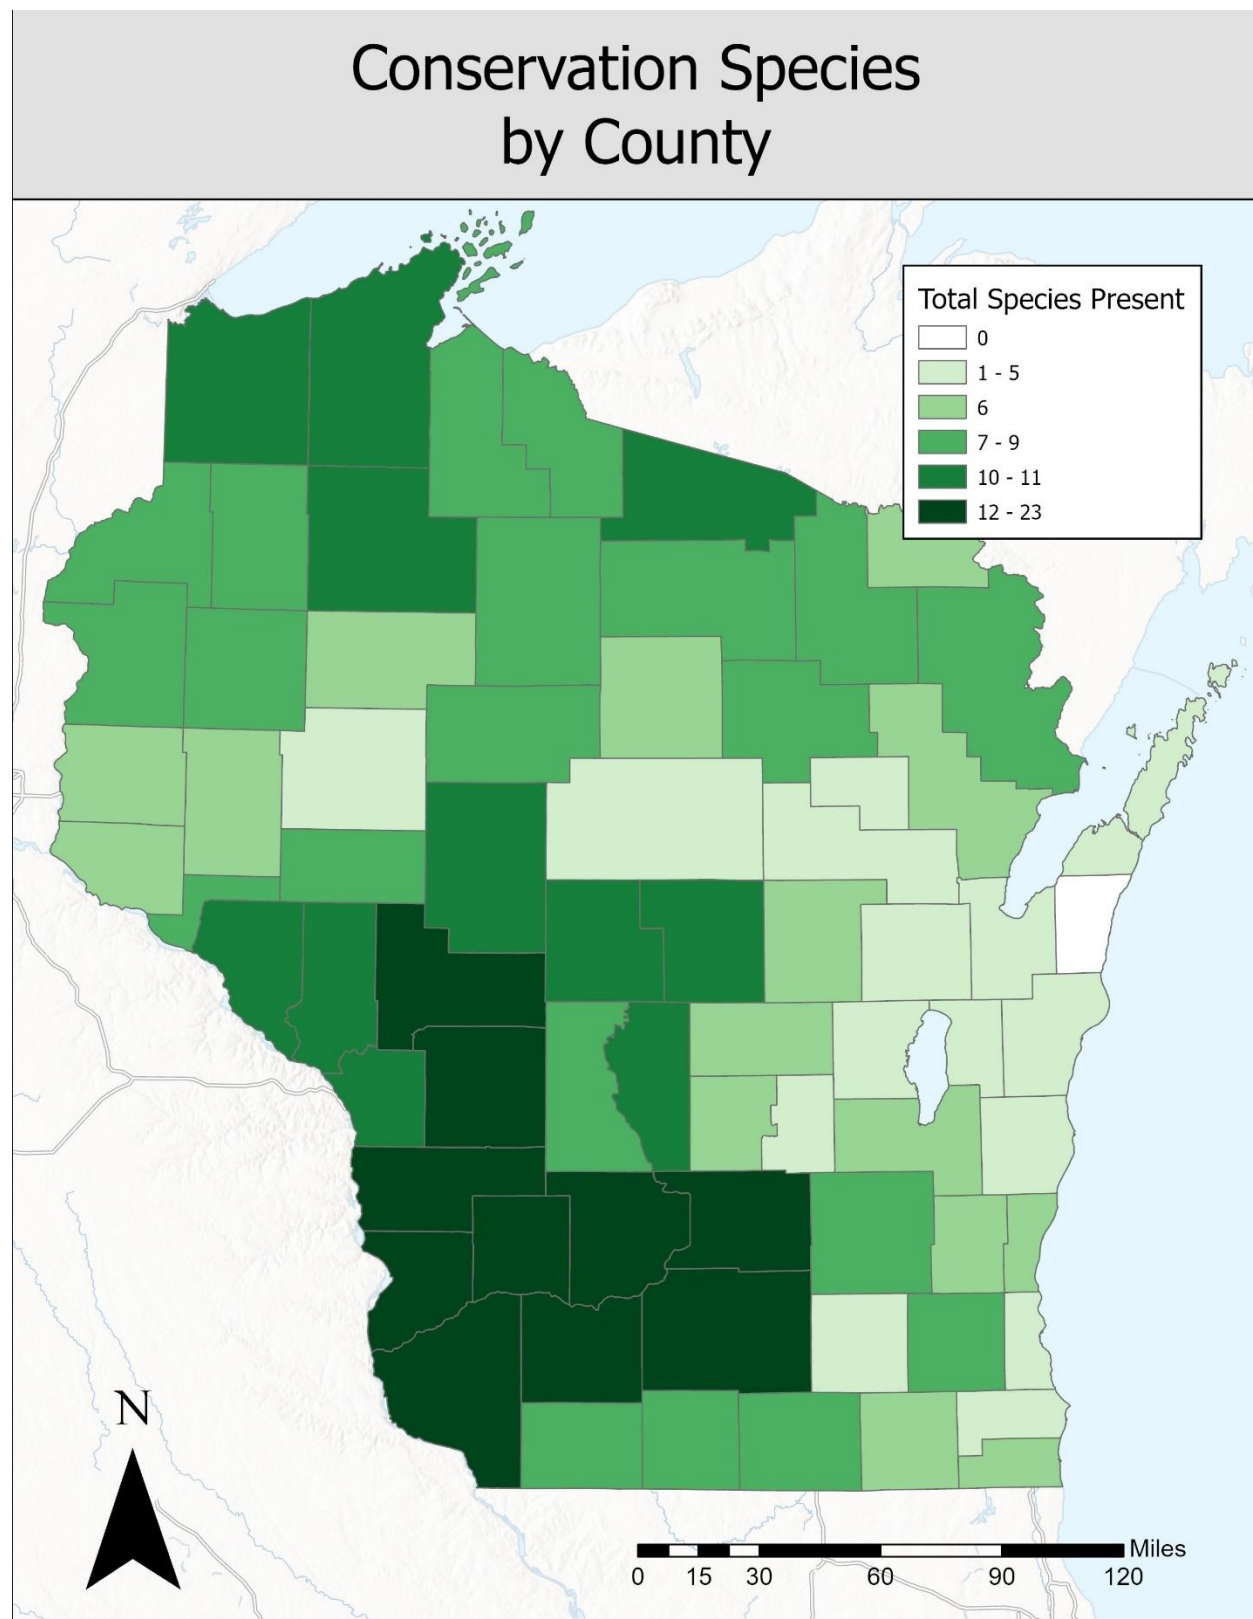 Conservation Species
by County
Total Species Present
0
1 - 5
6
7 - 9
10 - 11
12 - 23
N
Miles
0 15 30 60 90 120